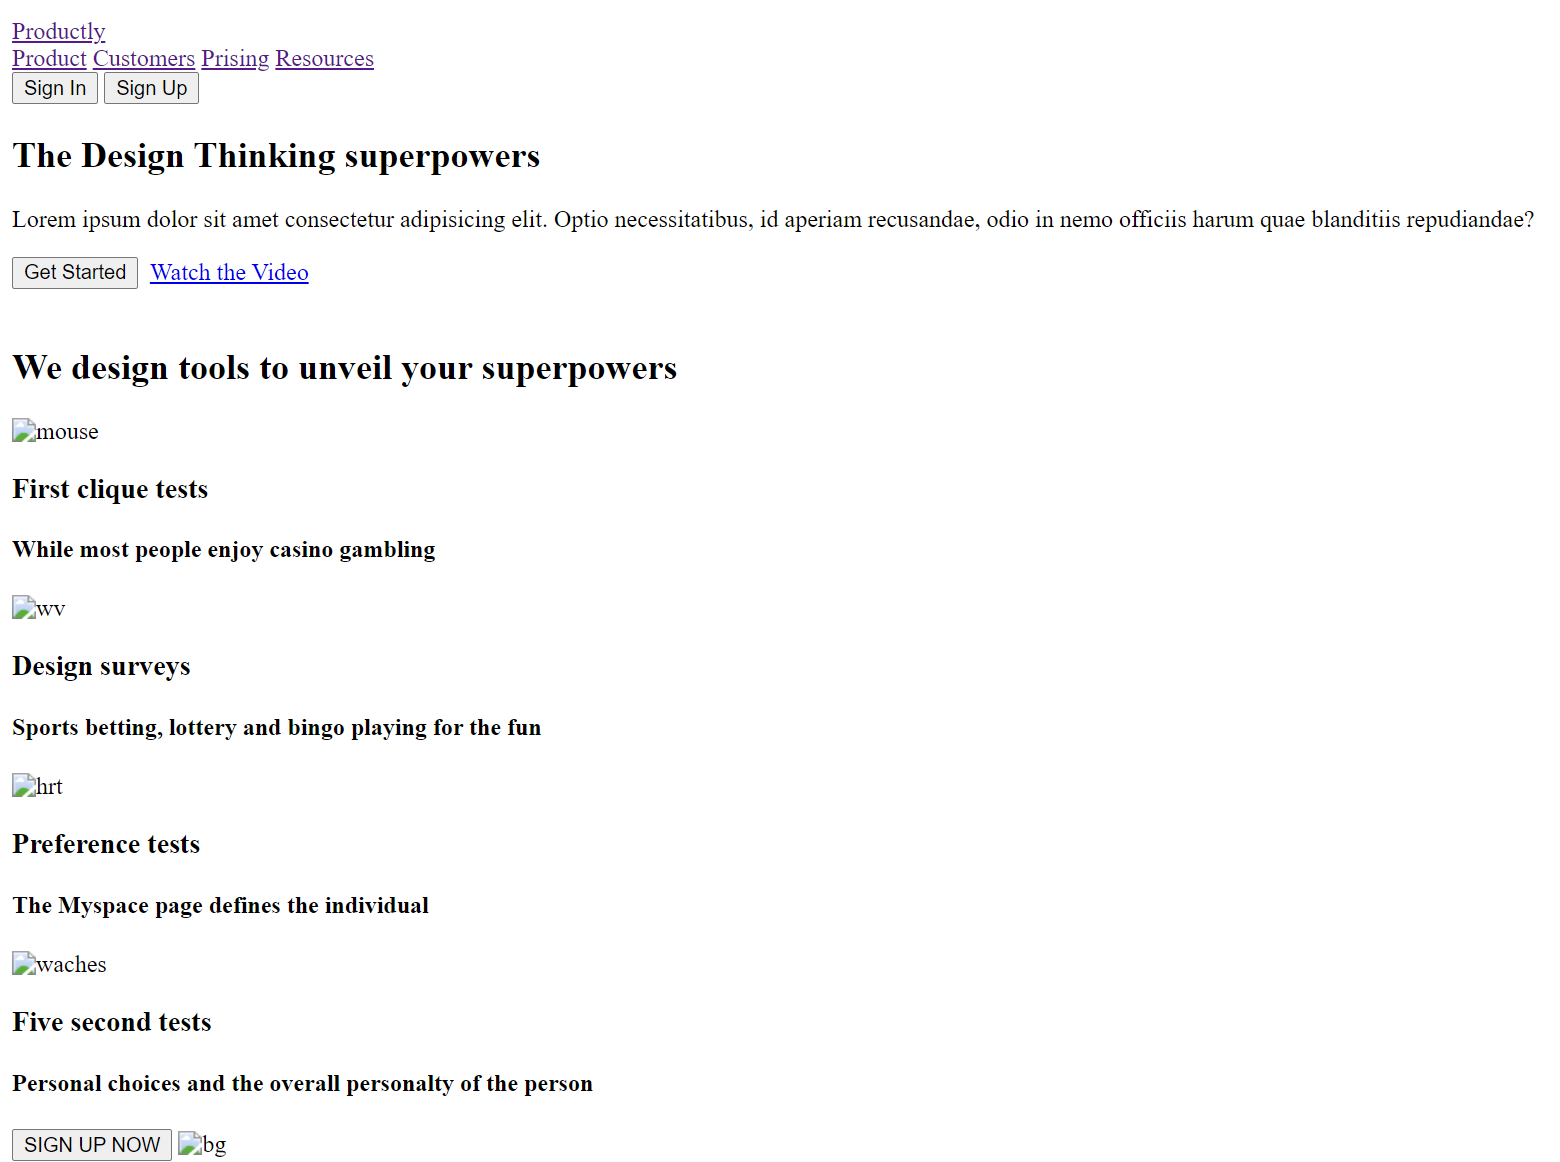 Productly
Product Customers Prising Resources
Sign In Sign Up
The Design Thinking superpowers
Lorem ipsum dolor sit amet consectetur adipisicing elit. Optio necessitatibus, id aperiam recusandae, odio in nemo officiis harum quae blanditiis repudiandae?
Get Started Watch the Video
We design tools to unveil your superpowers
mouse
First clique tests
While most people enjoy casino gambling
wv
Design surveys
Sports betting, lottery and bingo playing for the fun
hrt
Preference tests
The Myspace page defines the individual
waches
Five second tests
Personal choices and the overall personalty of the person
SIGN UP NOW bg